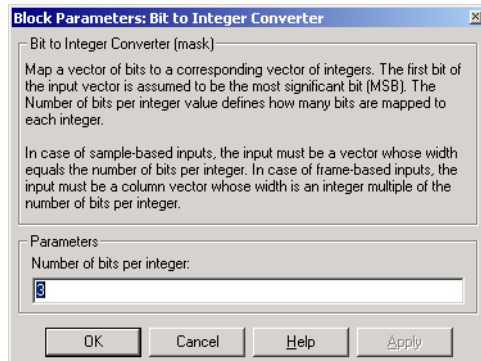 Block Parameters: Bit to Integer Converter
Bit to Integer Converter (mask)
Map a vector of bits to a corresponding vector of integers. The first bit of
the input vector is assumed to be the most significant bit (MSB). The
Number of bits per integer value defines how many bits are mapped to
each integer.
In case of sample-based inputs, the input must be a vector whose width
equals the number of bits per integer. In case of frame-based inputs, the
input must be a column vector whose width is an integer multiple of the
number of bits per integer.
Parameters
Number of bits per integer:
3
OK Cancel Help Apply